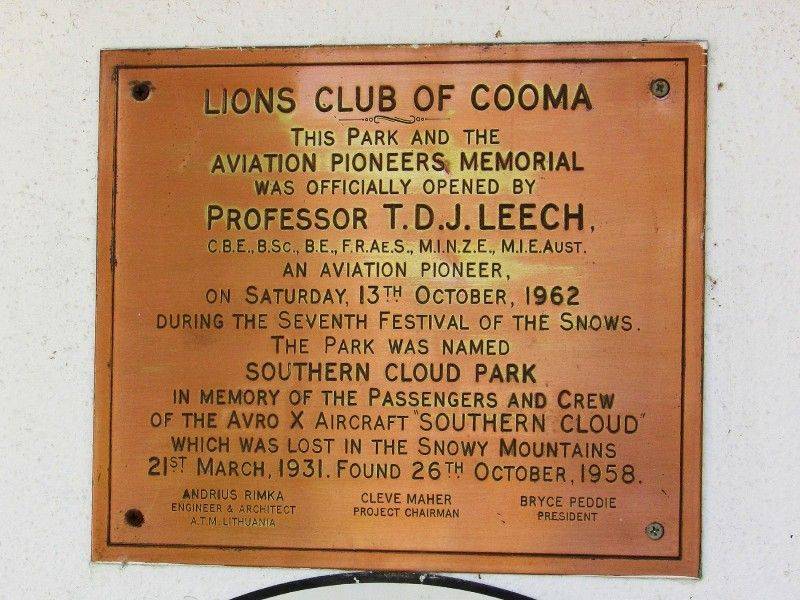 LIONS CLUB OF COOMA
THIS PARK AND THE
AVIATION PIONEERS MEMORIAL
WAS OFFICIALLY OPENED BY
PROFESSOR T.D.J. LEECH,
C.B.E., B.SC., B.E., F.R.AE.S., M.I.N.Z.E., M.I.E.AUST.
AN AVIATION PIONEER,
ON SATURDAY, 13TH OCTOBER, 1962
DURING THE SEVENTH FESTIVAL OF THE SNOWS.
THE PARK WAS NAMED
SOUTHERN CLOUD PARK
IN MEMORY OF THE PASSENGERS AND CREW
OF THE AVRO X AIRCRAFT "SOUTHERN CLOUD"
WHICH WAS LOST IN THE SNOWY MOUNTAINS
21ST MARCH, 1931. FOUND 26TH OCTOBER, 1958.
ANDRIUS RIMKA
ENGINEER & ARCHITECT
A.T.M. LITHUANIA
CLEVE MAHER
PROJECT CHAIRMAN
BRYCE PEDDIE
PRESIDENT